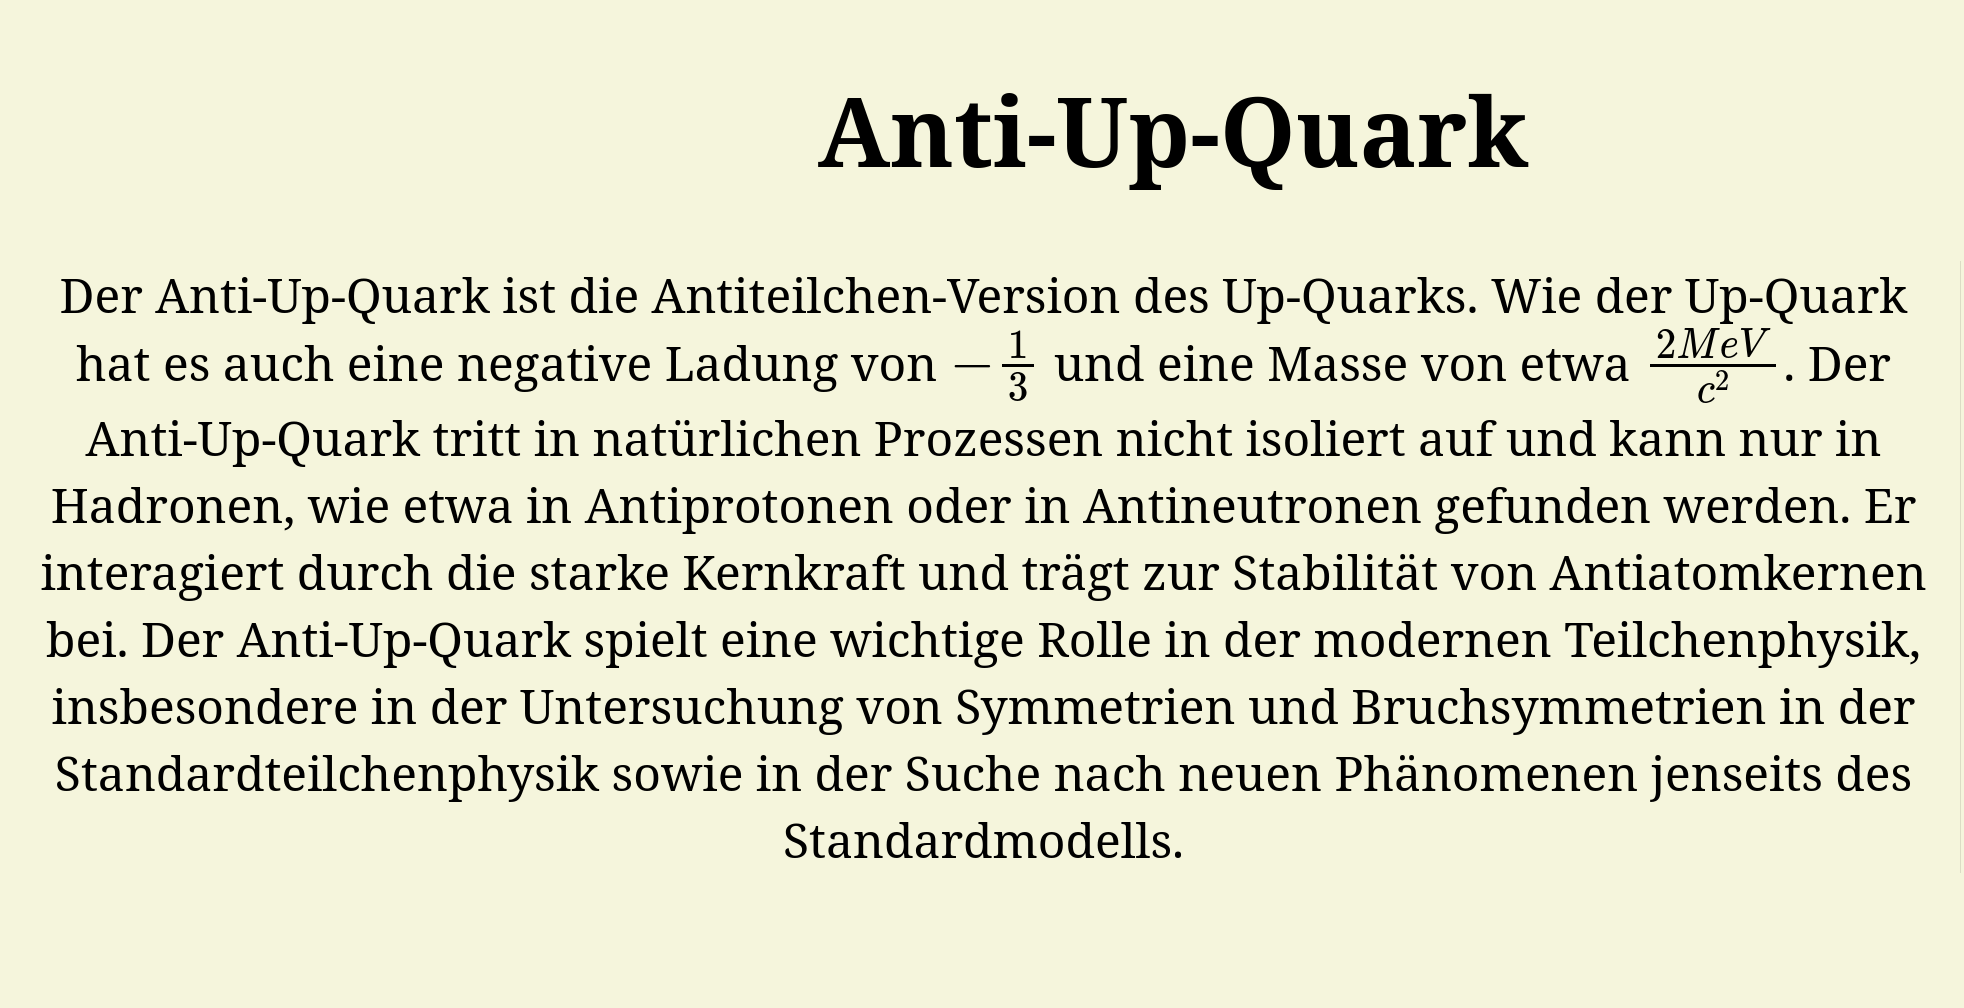 Anti-Up-Quark
Der Anti-Up-Quark ist die Antiteilchen-Version des Up-Quarks. Wie der Up-Quark
hat es auch eine negative Ladung von $-\frac{1}{3}$ und eine Masse von etwa $\frac{2MeV}{c^2}$. Der
Anti-Up-Quark tritt in natürlichen Prozessen nicht isoliert auf und kann nur in
Hadronen, wie etwa in Antiprotonen oder in Antineutronen gefunden werden. Er
interagiert durch die starke Kernkraft und trägt zur Stabilität von Antiatomkernen
bei. Der Anti-Up-Quark spielt eine wichtige Rolle in der modernen Teilchenphysik,
insbesondere in der Untersuchung von Symmetrien und Bruchsymmetrien in der
Standardteilchenphysik sowie in der Suche nach neuen Phänomenen jenseits des
Standardmodells.